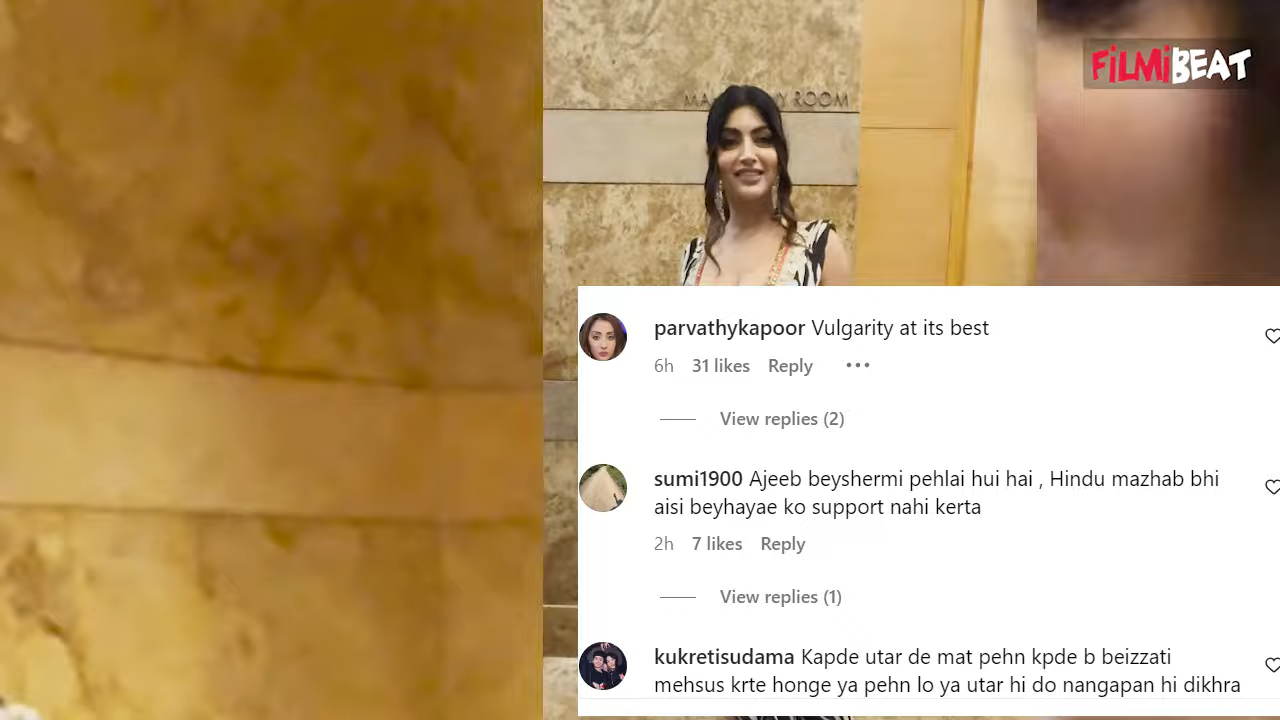 FiLMiBEAT
ROOM
parvathykapoor Vulgarity at its best
6h 31 likes Reply •••
View replies (2)
sumi1900 Ajeeb beyshermi pehlai hui hai , Hindu mazhab bhi
aisi beyhayae ko support nahi kerta
2h 7 likes Reply
View replies (1)
kukretisudama Kapde utar de mat pehn kpde b beizzati
mehsus krte honge ya pehn lo ya utar hi do nangapan hi dikhra